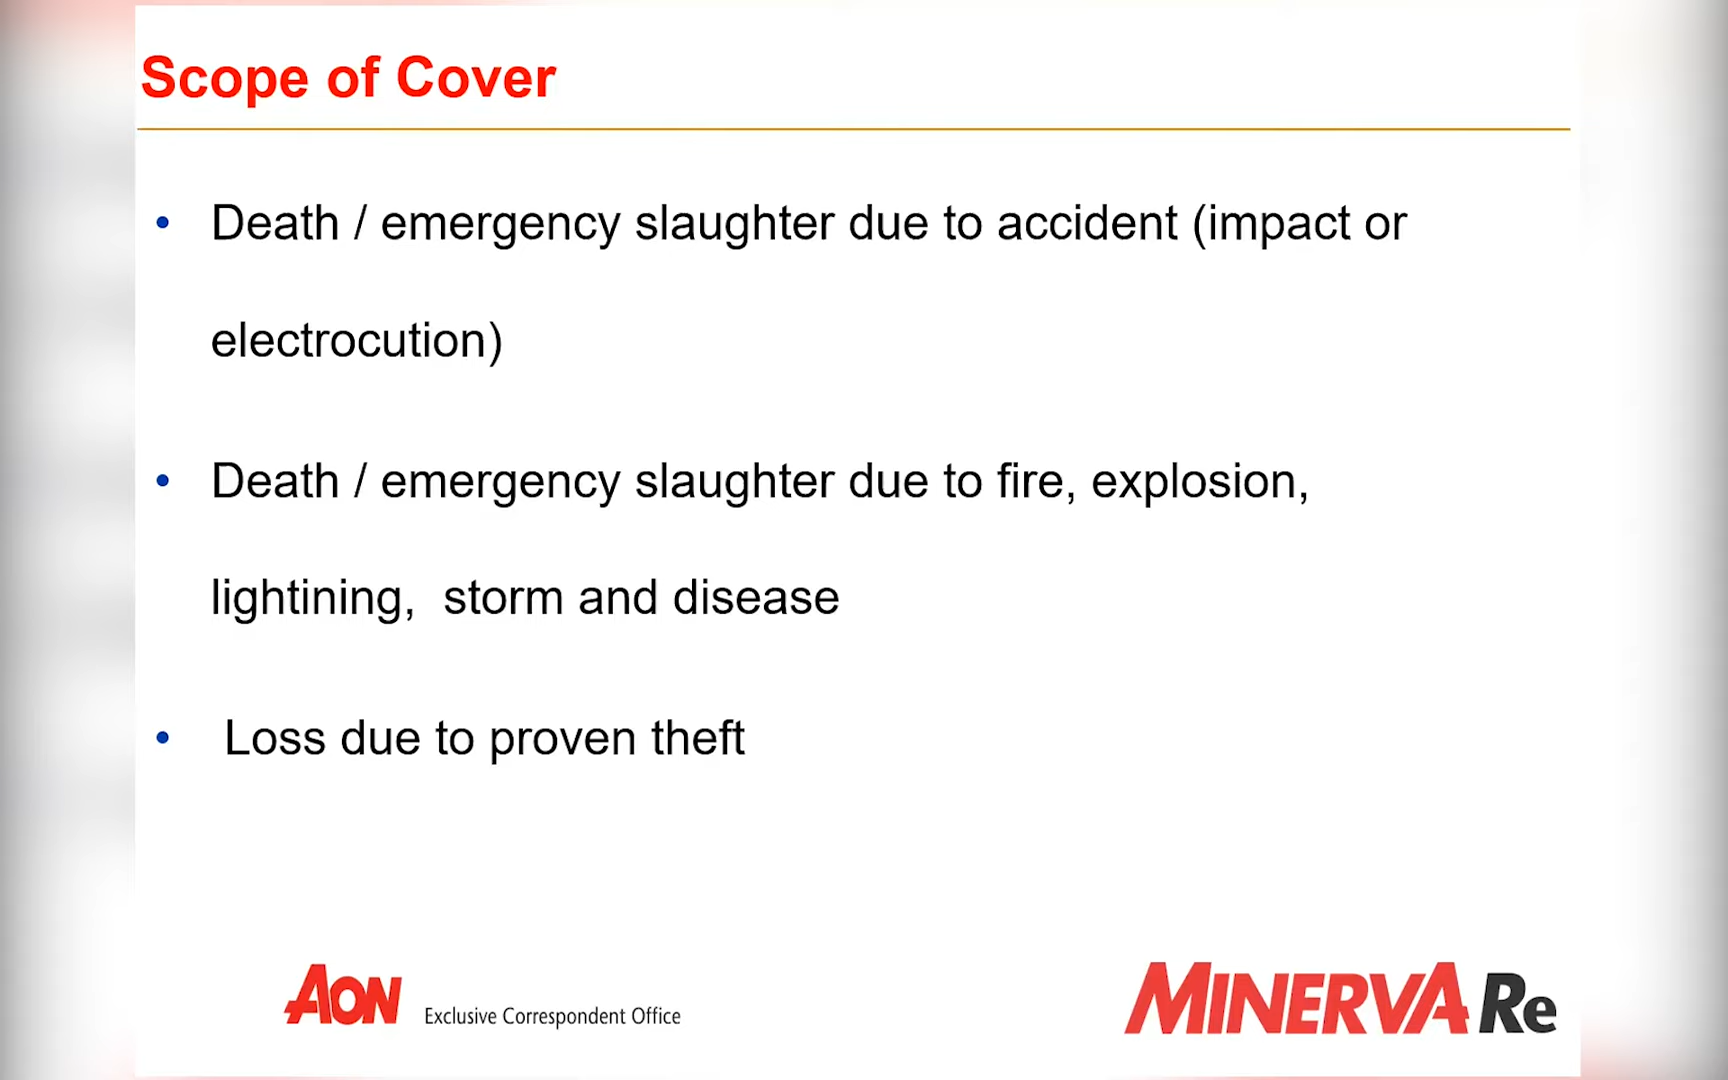 Scope of Cover
• Death / emergency slaughter due to accident (impact or
electrocution)
• Death / emergency slaughter due to fire, explosion,
lightining,  storm and disease
• Loss due to proven theft
AON Exclusive Correspondent Office
MINERVA Re